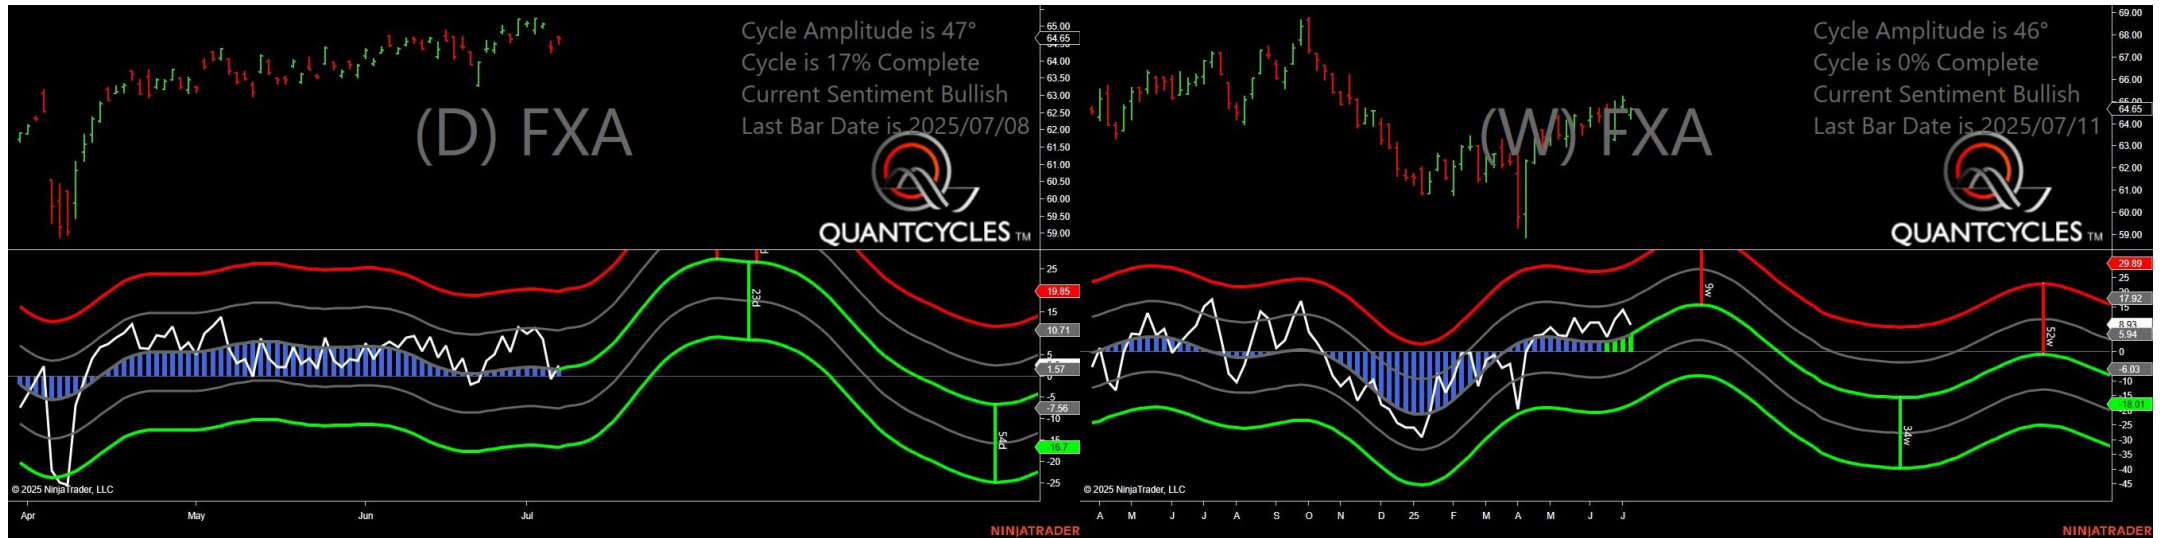 Cycle Amplitude is 47°
Cycle is 17% Complete
Current Sentiment Bullish
Last Bar Date is 2025/07/08
(D) FXA
QUANTCYCLES TM
65.00
64.65
64.00
63.50
63.00
62.50
62.00
61.50
61.00
60.50
60.00
59.50
59.00
25
19.85
15
10.71
5
1.57
-5
-7.56
-10
-15
-16.7
-20
-25
23d
54d
© 2025 NinjaTrader, LLC
Apr May Jun Jul
NINJATRADER
Cycle Amplitude is 46°
Cycle is 0% Complete
Current Sentiment Bullish
Last Bar Date is 2025/07/11
(W) FXA
QUANTCYCLES TM
69.00
68.00
67.00
66.00
65.00
64.65
64.00
63.00
62.00
61.00
60.00
59.00
29.89
25
17.92
15
8.93
5.94
0
-6.03
-10
-15
-18.01
-25
-30
-35
-40
-45
9w
34w
52w
© 2025 NinjaTrader, LLC
A M J J A S O N D 25 F M A M J J
NINJATRADER